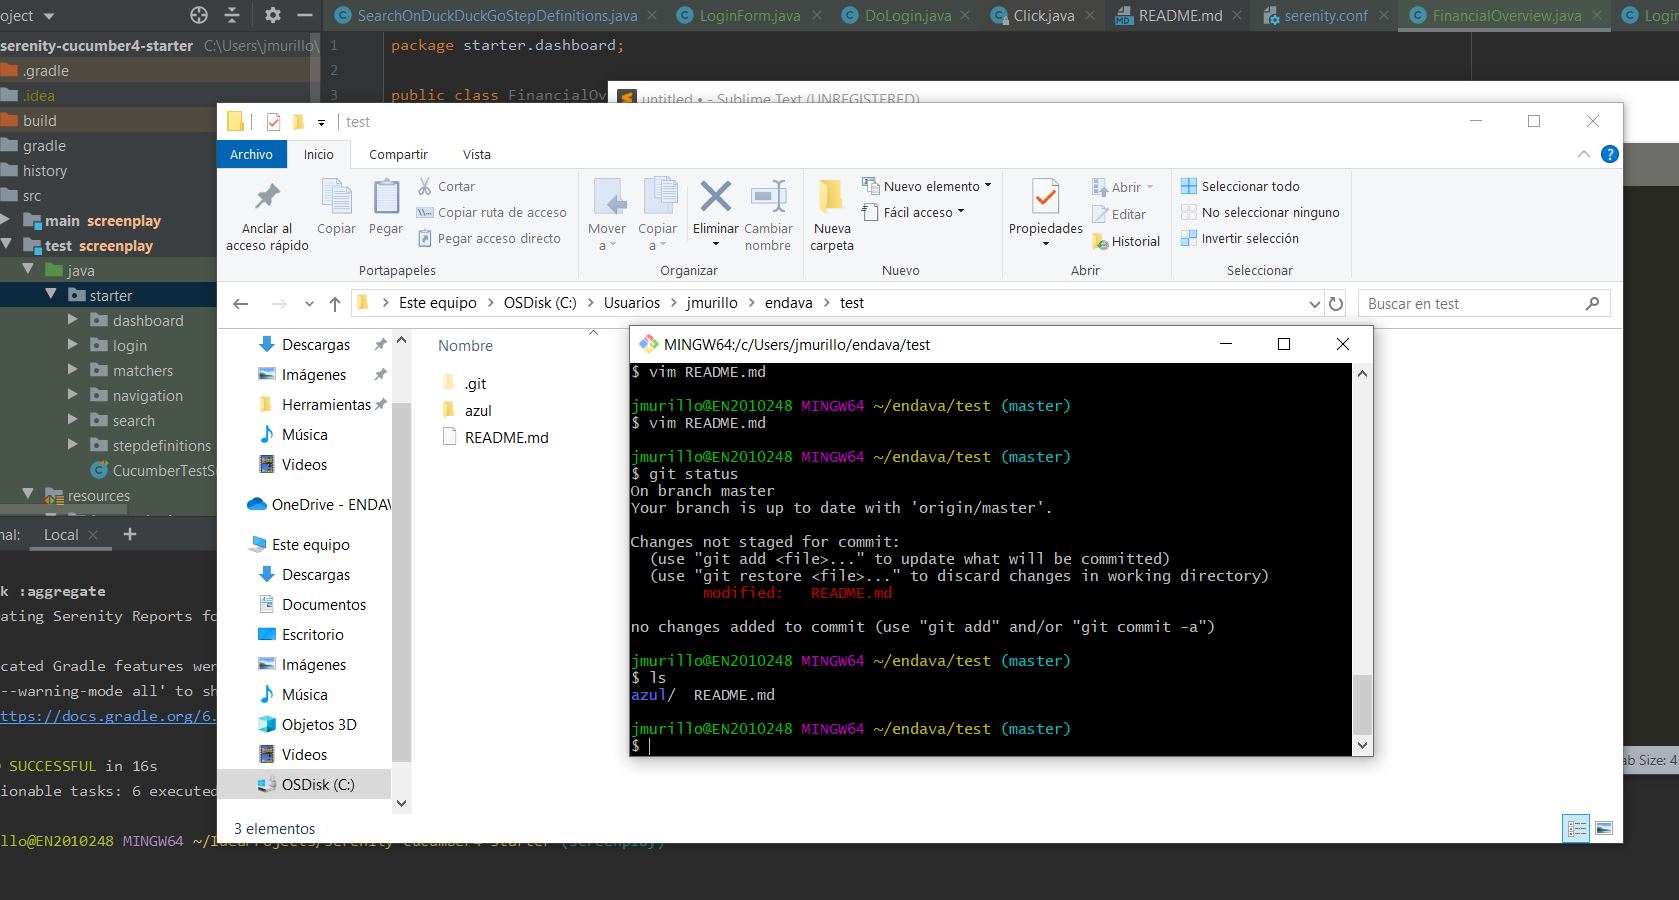 oject
SearchOnDuckDuckGoStepDefinitions.java
LoginForm.java
DoLogin.java
Click.java
README.md
serenity.conf
FinancialOverview.java
serenity-cucumber4-starter C:\Users\jmurillo\
.gradle
.idea
build
gradle
history
src
main screenplay
test screenplay
java
starter
dashboard
login
matchers
navigation
search
stepdefinitions
CucumberTestS
resources
1 package starter.dashboard;
2
3 public class FinancialOv
untitled • - Sublime Text (UNREGISTERED)
test
Archivo Inicio Compartir Vista
Anclar al
acceso rápido
Copiar
Pegar
Cortar
Copiar ruta de acceso
Pegar acceso directo
Portapapeles
Mover
a
Copiar
a
Eliminar
Cambiar
nombre
Organizar
Nueva
carpeta
Nuevo elemento
Fácil acceso
Nuevo
Propiedades
Abrir
Editar
Historial
Abrir
Seleccionar todo
No seleccionar ninguno
Invertir selección
Seleccionar
Este equipo > OSDisk (C:) > Usuarios > jmurillo > endava > test
Buscar en test
Descargas
Imágenes
Herramientas
Música
Videos
OneDrive - ENDAV
Este equipo
Descargas
Documentos
Escritorio
Imágenes
Música
Objetos 3D
Videos
OSDisk (C:)
Nombre
.git
azul
README.md
3 elementos
MINGW64:/c/Users/jmurillo/endava/test
$ vim README.md
jmurillo@EN2010248 MINGW64 ~/endava/test (master)
$ vim README.md
jmurillo@EN2010248 MINGW64 ~/endava/test (master)
$ git status
On branch master
Your branch is up to date with 'origin/master'.
Changes not staged for commit:
(use "git add <file>..." to update what will be committed)
(use "git restore <file>..." to discard changes in working directory)
modified: README.md
no changes added to commit (use "git add" and/or "git commit -a")
jmurillo@EN2010248 MINGW64 ~/endava/test (master)
$ ls
azul/ README.md
jmurillo@EN2010248 MINGW64 ~/endava/test (master)
$
nal: Local
k :aggregate
ating Serenity Reports fo
cated Gradle features wer
--warning-mode all' to sh
ttps://docs.gradle.org/6.
SUCCESSFUL in 16s
ionable tasks: 6 executed
llo@EN2010248 MINGW64 ~/IdeaProjects/serenity-cucumber4-starter (screenplay)
ab Size: 4